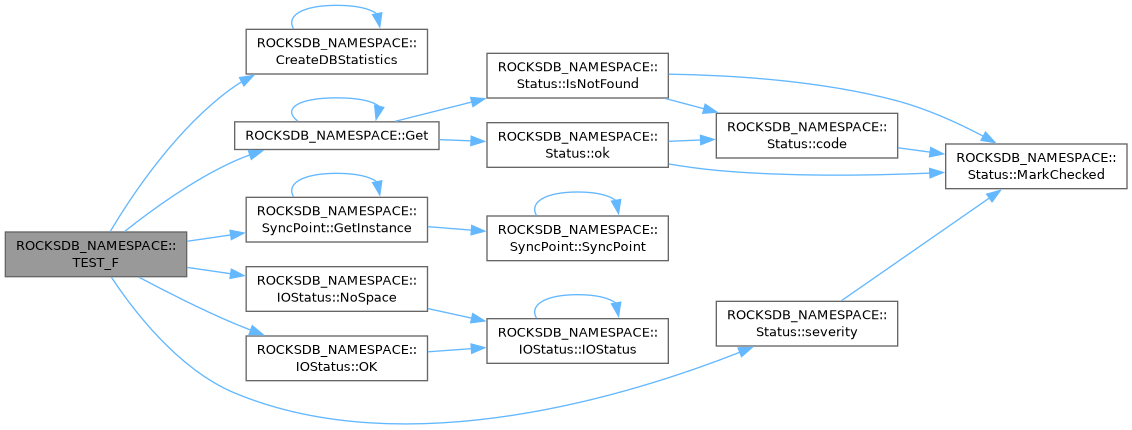 ROCKSDB_NAMESPACE::
TEST_F
ROCKSDB_NAMESPACE::
CreateDBStatistics
ROCKSDB_NAMESPACE::Get
ROCKSDB_NAMESPACE::
SyncPoint::GetInstance
ROCKSDB_NAMESPACE::
IOStatus::NoSpace
ROCKSDB_NAMESPACE::
IOStatus::OK
ROCKSDB_NAMESPACE::
Status::IsNotFound
ROCKSDB_NAMESPACE::
Status::ok
ROCKSDB_NAMESPACE::
SyncPoint::SyncPoint
ROCKSDB_NAMESPACE::
IOStatus::IOStatus
ROCKSDB_NAMESPACE::
Status::code
ROCKSDB_NAMESPACE::
Status::severity
ROCKSDB_NAMESPACE::
Status::MarkChecked